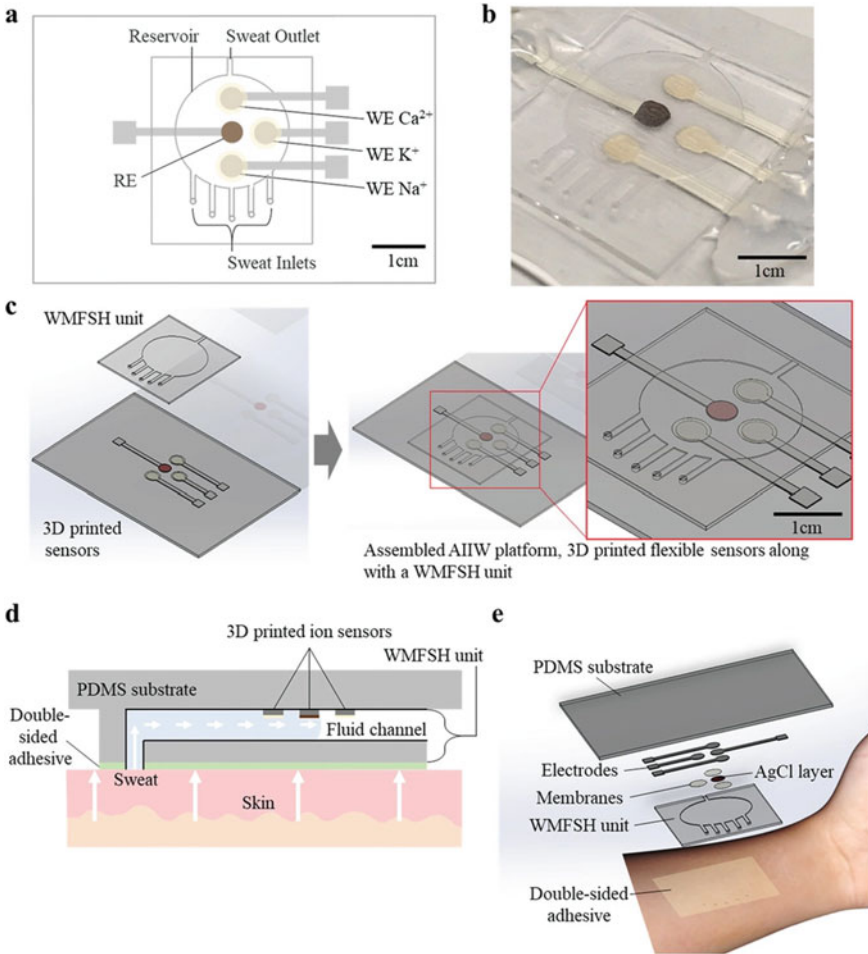 a
Reservoir
Sweat Outlet
WE Ca²⁺
WE K⁺
WE Na⁺
RE
Sweat Inlets
1cm
b
1cm
c
WMFSH unit
3D printed
sensors
Assembled AIIW platform, 3D printed flexible sensors along
with a WMFSH unit
1cm
d
3D printed ion sensors
WMFSH unit
PDMS substrate
Double-
sided
adhesive
Fluid channel
Sweat
Skin
e
PDMS substrate
Electrodes
AgCl layer
Membranes
WMFSH unit
Double-sided
adhesive